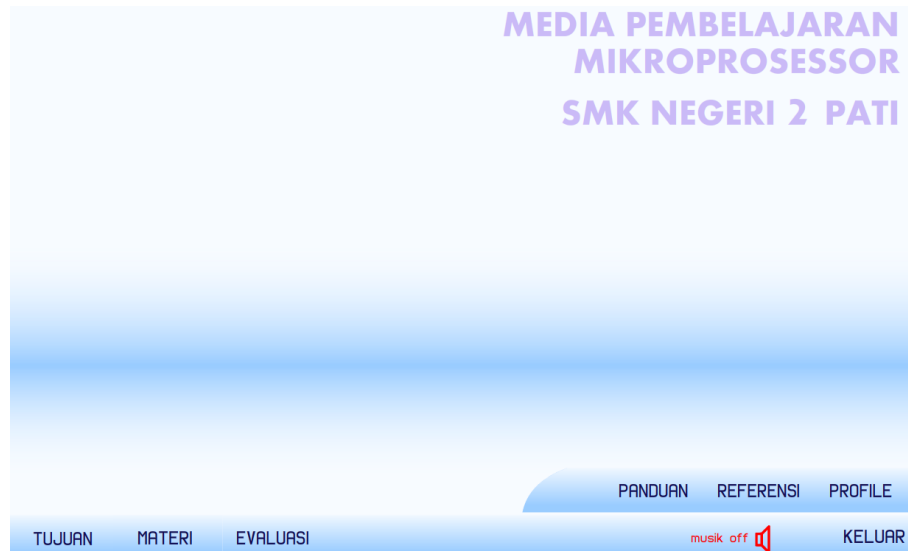 MEDIA PEMBELAJARAN
MIKROPROSESSOR
SMK NEGERI 2 PATI
PANDUAN REFERENSI PROFILE
TUJUAN MATERI EVALUASI musik off KELUAR